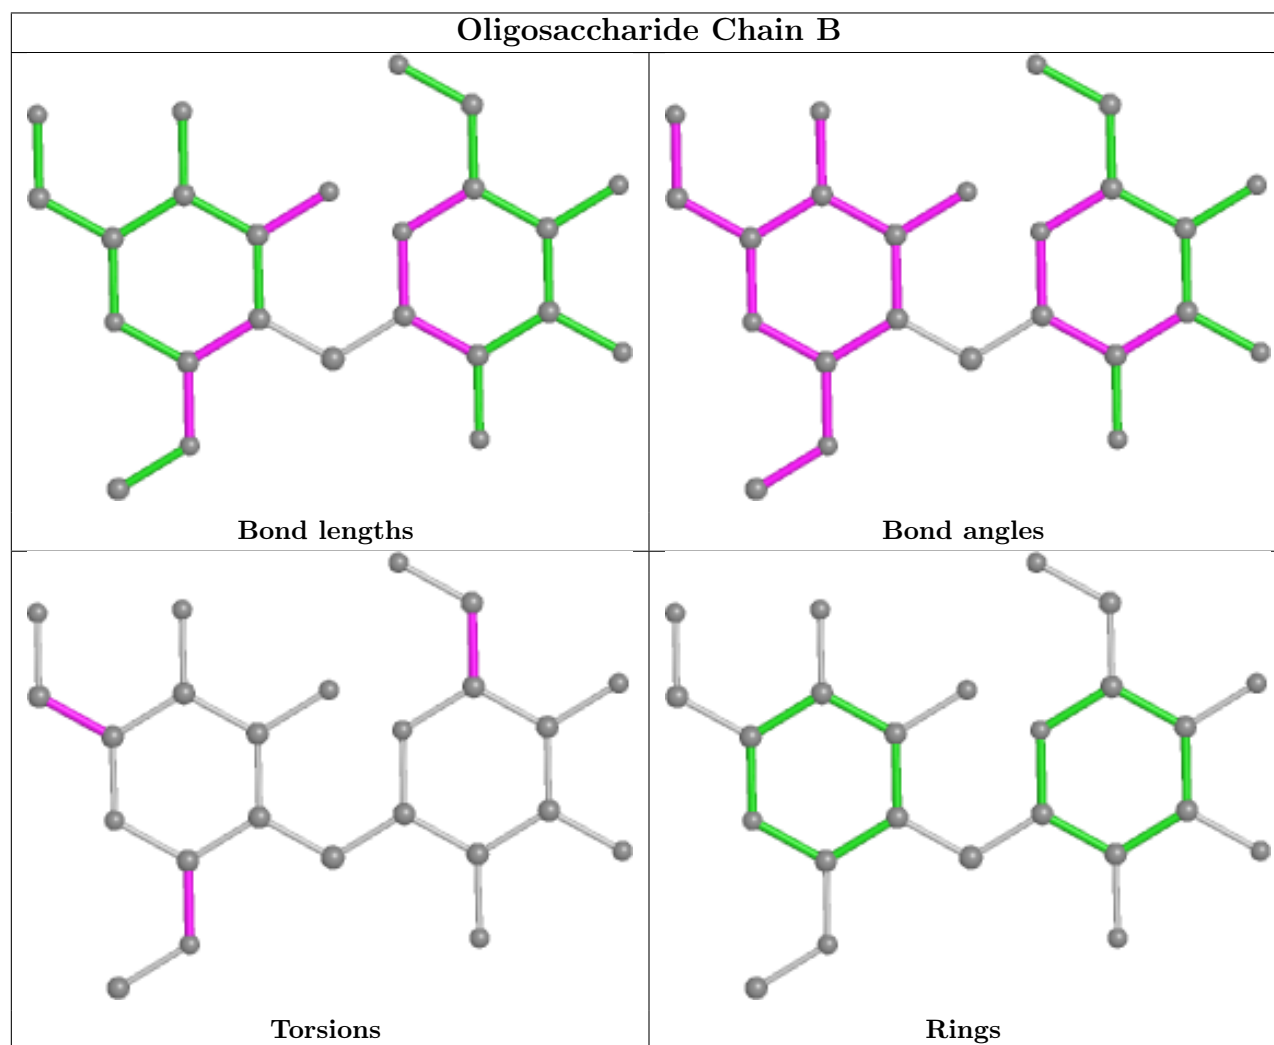 Oligosaccharide Chain B
Bond lengths
Bond angles
Torsions
Rings